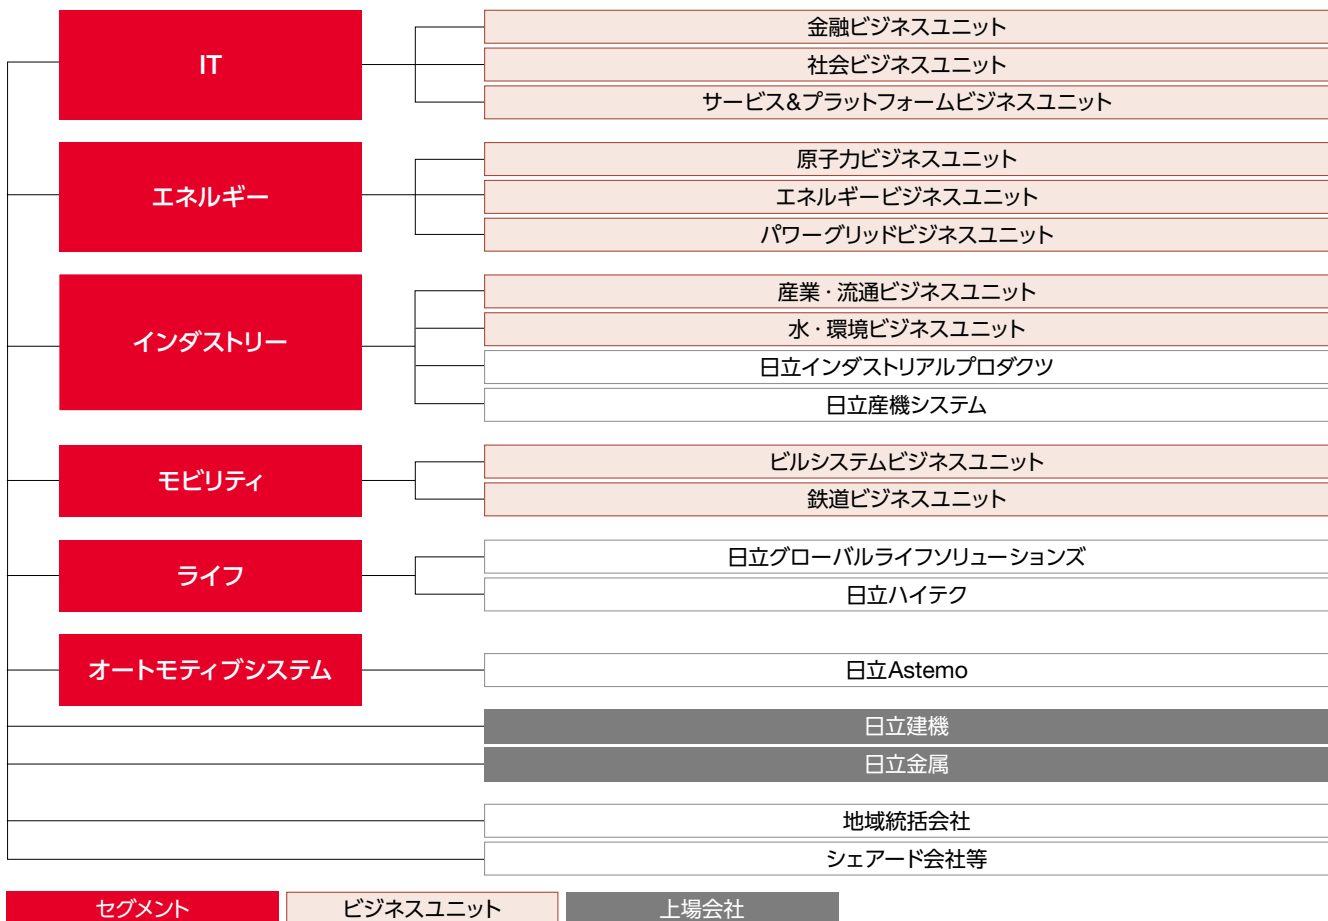 IT
金融ビジネスユニット
社会ビジネスユニット
サービス&プラットフォームビジネスユニット
エネルギー
原子力ビジネスユニット
エネルギービジネスユニット
パワーグリッドビジネスユニット
インダストリー
産業・流通ビジネスユニット
水・環境ビジネスユニット
日立インダストリアルプロダクツ
日立産機システム
モビリティ
ビルシステムビジネスユニット
鉄道ビジネスユニット
ライフ
日立グローバルライフソリューションズ
日立ハイテク
オートモティブシステム
日立Astemo
日立建機
日立金属
地域統括会社
シェアード会社等
セグメント
ビジネスユニット
上場会社